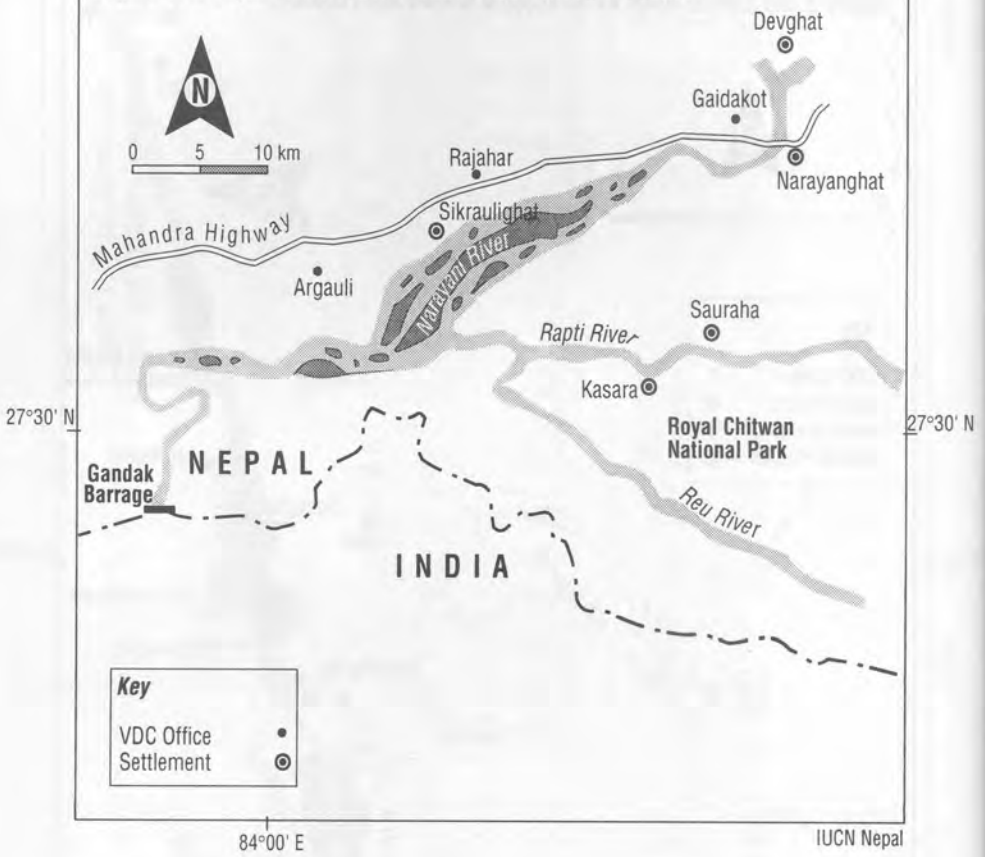 Devghat
N
Gaidakot
0 5 10 km
Rajahar
Narayanghat
Sikraulighat
Mahandra Highway
Narayani River
Argauli
Sauraha
Rapti River
Kasara
27°30' N
27°30' N
Royal Chitwan
National Park
NEPAL
Gandak
Barrage
Reu River
INDIA
Key
VDC Office
Settlement
84°00' E
IUCN Nepal